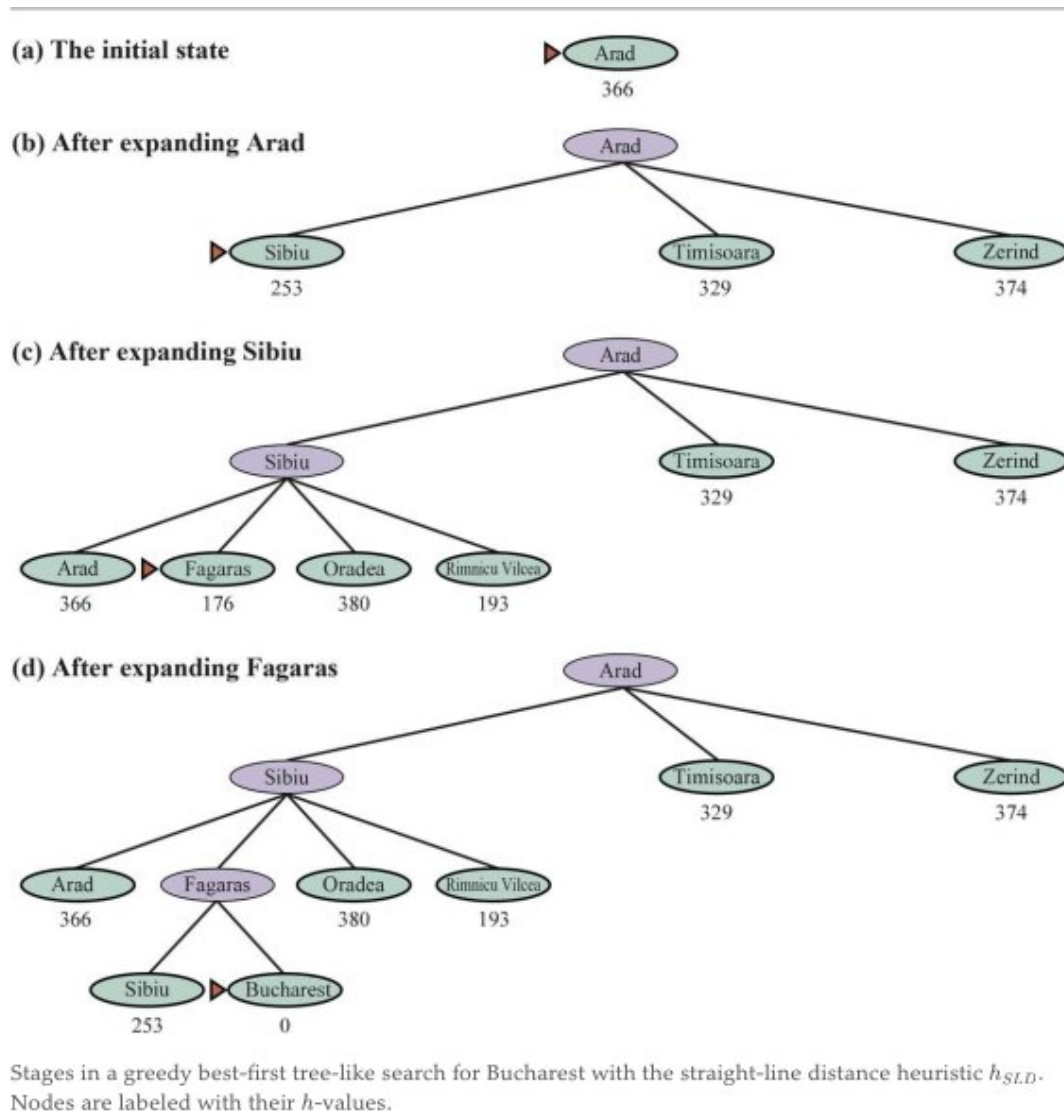 (a) The initial state
Arad
366
(b) After expanding Arad
Arad
Sibiu
Timisoara
Zerind
253
329
374
(c) After expanding Sibiu
Arad
Sibiu
Timisoara
Zerind
329
374
Arad
Fagaras
Oradea
Rimnicu Vilcea
366
176
380
193
(d) After expanding Fagaras
Arad
Sibiu
Timisoara
Zerind
329
374
Arad
Fagaras
Oradea
Rimnicu Vilcea
366
380
193
Sibiu
Bucharest
253
0
Stages in a greedy best-first tree-like search for Bucharest with the straight-line distance heuristic hSLD.
Nodes are labeled with their h-values.